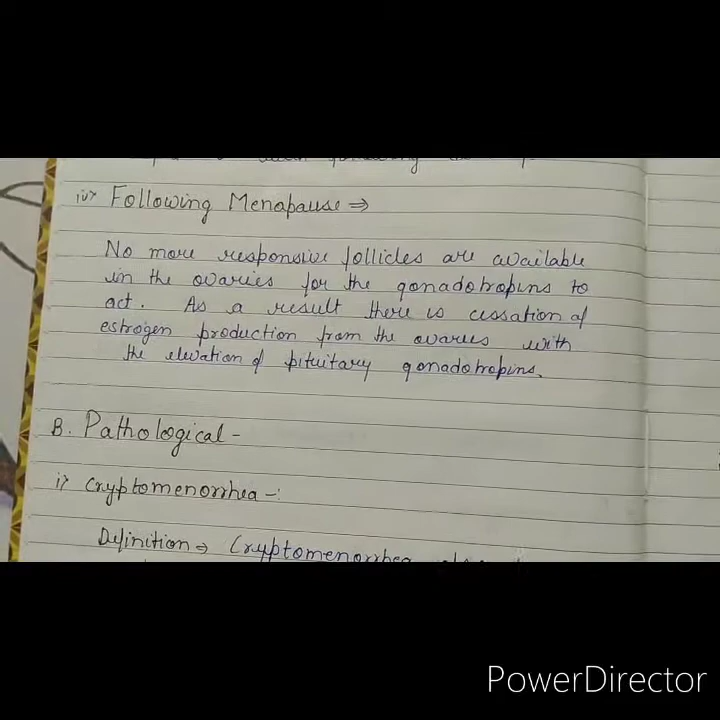 iv> Following Menopause ⇒
No more responsive follicles are available
in the ovaries for the gonadotropins to
act. As a result there is cessation of
estrogen production from the ovaries with
the elevation of pituitary gonadotropins.
B. Pathological -
i> Cryptomenorrhea -:
Definition ⇒ Cryptomenorrhea
PowerDirector